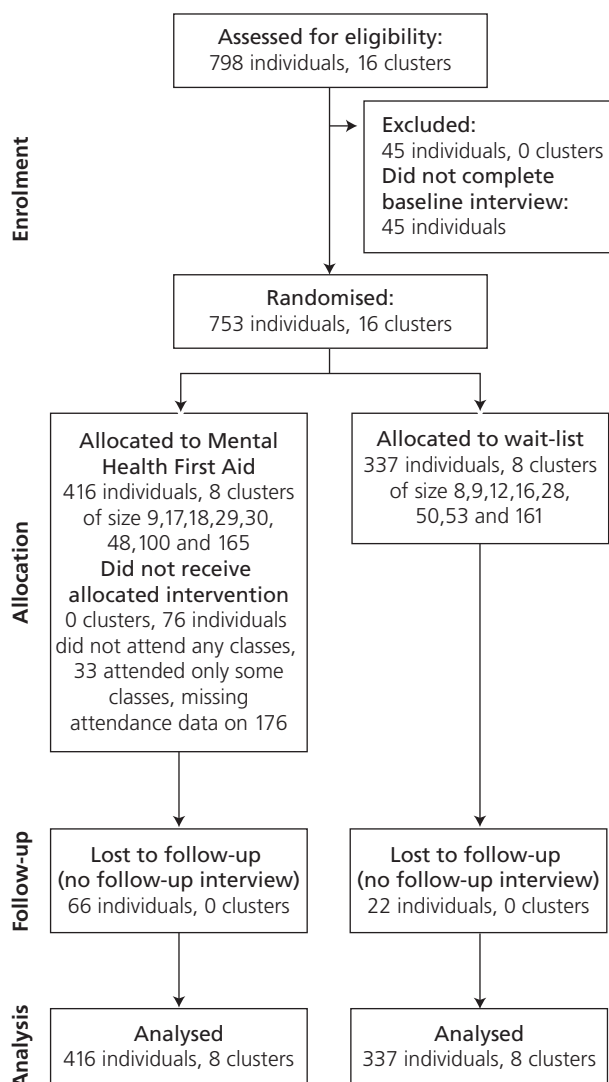 Assessed for eligibility:
798 individuals, 16 clusters
Enrolment
Excluded:
45 individuals, 0 clusters
Did not complete
baseline interview:
45 individuals
Randomised:
753 individuals, 16 clusters
Allocation
Allocated to Mental
Health First Aid
416 individuals, 8 clusters
of size 9,17,18,29,30,
48,100 and 165
Did not receive
allocated intervention
0 clusters, 76 individuals
did not attend any classes,
33 attended only some
classes, missing
attendance data on 176
Allocated to wait-list
337 individuals, 8 clusters
of size 8,9,12,16,28,
50,53 and 161
Follow-up
Lost to follow-up
(no follow-up interview)
66 individuals, 0 clusters
Lost to follow-up
(no follow-up interview)
22 individuals, 0 clusters
Analysis
Analysed
416 individuals, 8 clusters
Analysed
337 individuals, 8 clusters